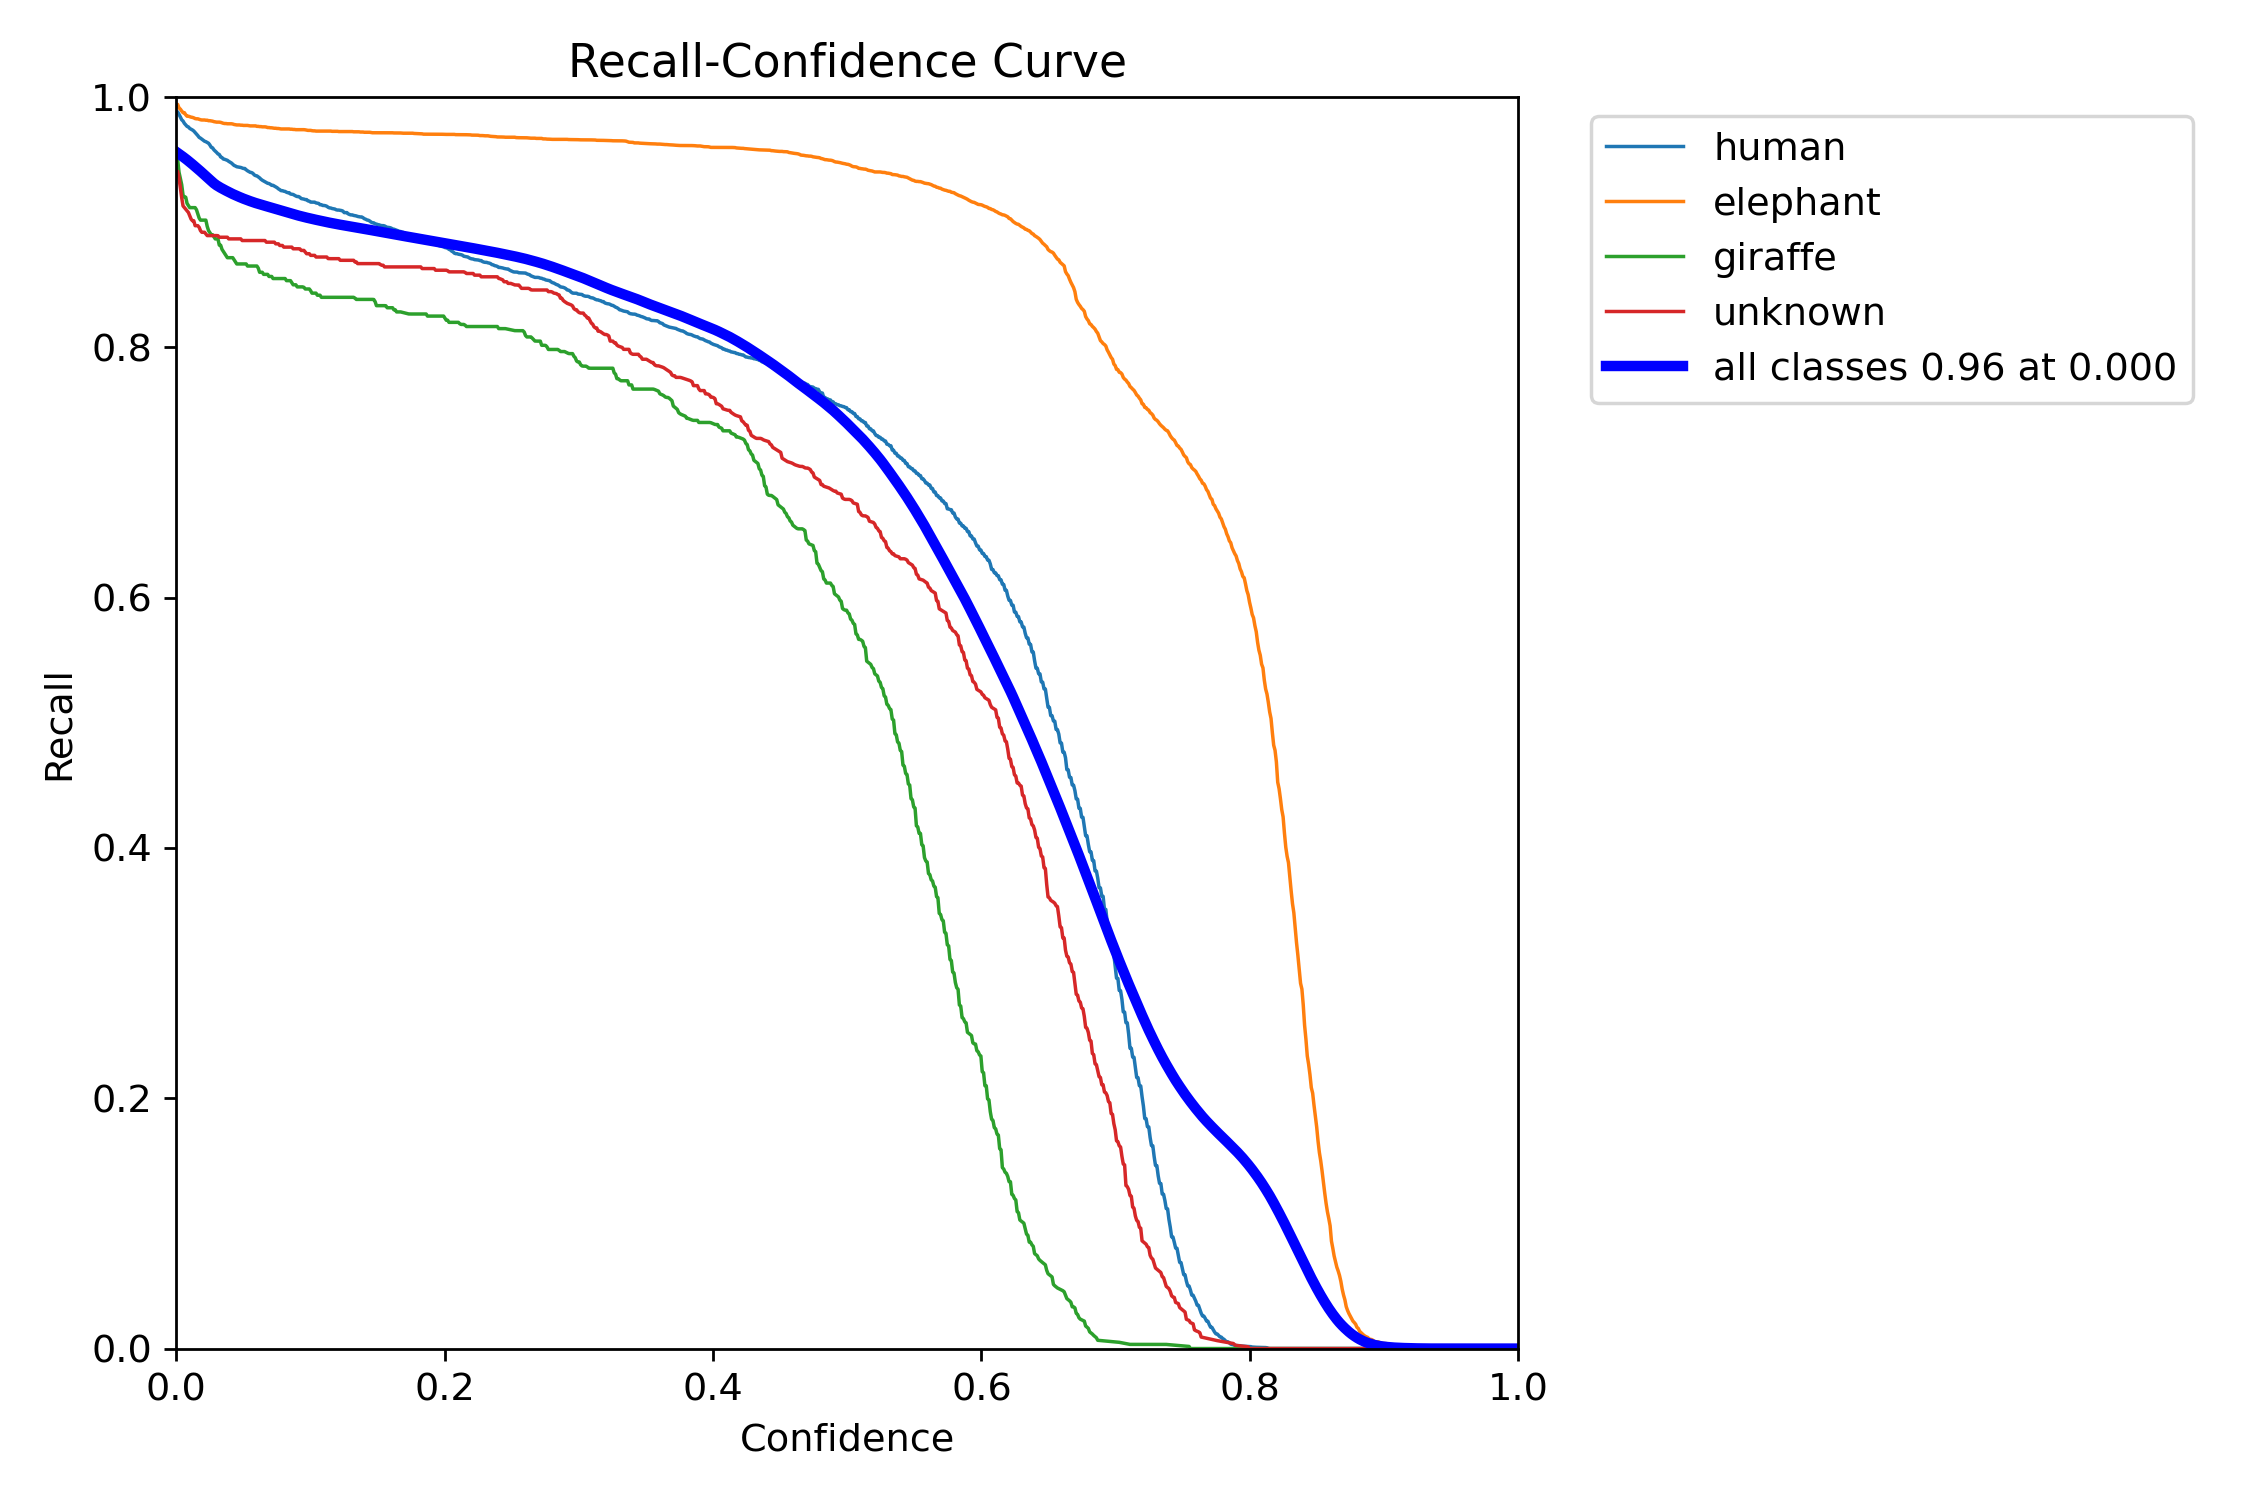 Recall-Confidence Curve
1.0
0.8
0.6
0.4
0.2
0.0
Recall
0.0 0.2 0.4 0.6 0.8 1.0
Confidence
human
elephant
giraffe
unknown
all classes 0.96 at 0.000